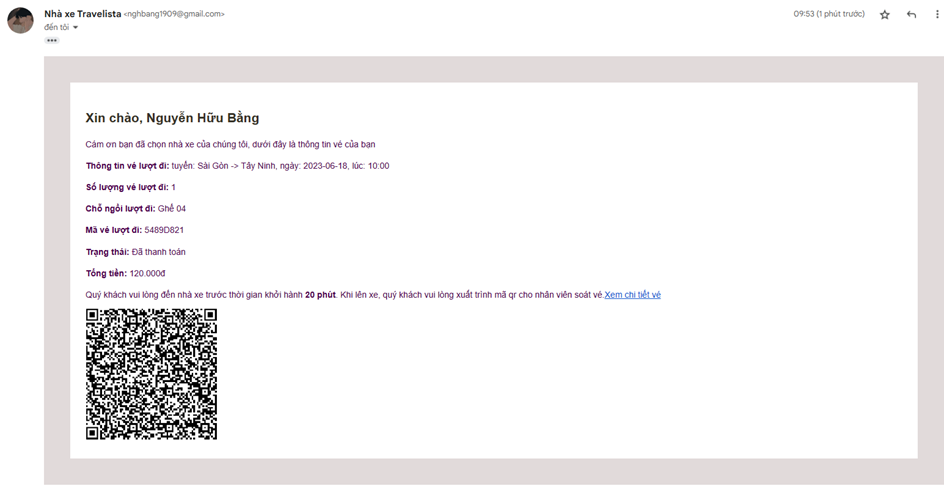 Nhà xe Travelista <nghbang1909@gmail.com>
09:53 (1 phút trước)
đến tôi
Xin chào, Nguyễn Hữu Bằng
Cám ơn bạn đã chọn nhà xe của chúng tôi, dưới đây là thông tin vé của bạn
Thông tin vé lượt đi: tuyến: Sài Gòn -> Tây Ninh, ngày: 2023-06-18, lúc: 10:00
Số lượng vé lượt đi: 1
Chỗ ngồi lượt đi: Ghế 04
Mã vé lượt đi: 5489D821
Trạng thái: Đã thanh toán
Tổng tiền: 120.000đ
Quý khách vui lòng đến nhà xe trước thời gian khởi hành 20 phút. Khi lên xe, quý khách vui lòng xuất trình mã qr cho nhân viên soát vé.Xem chi tiết vé